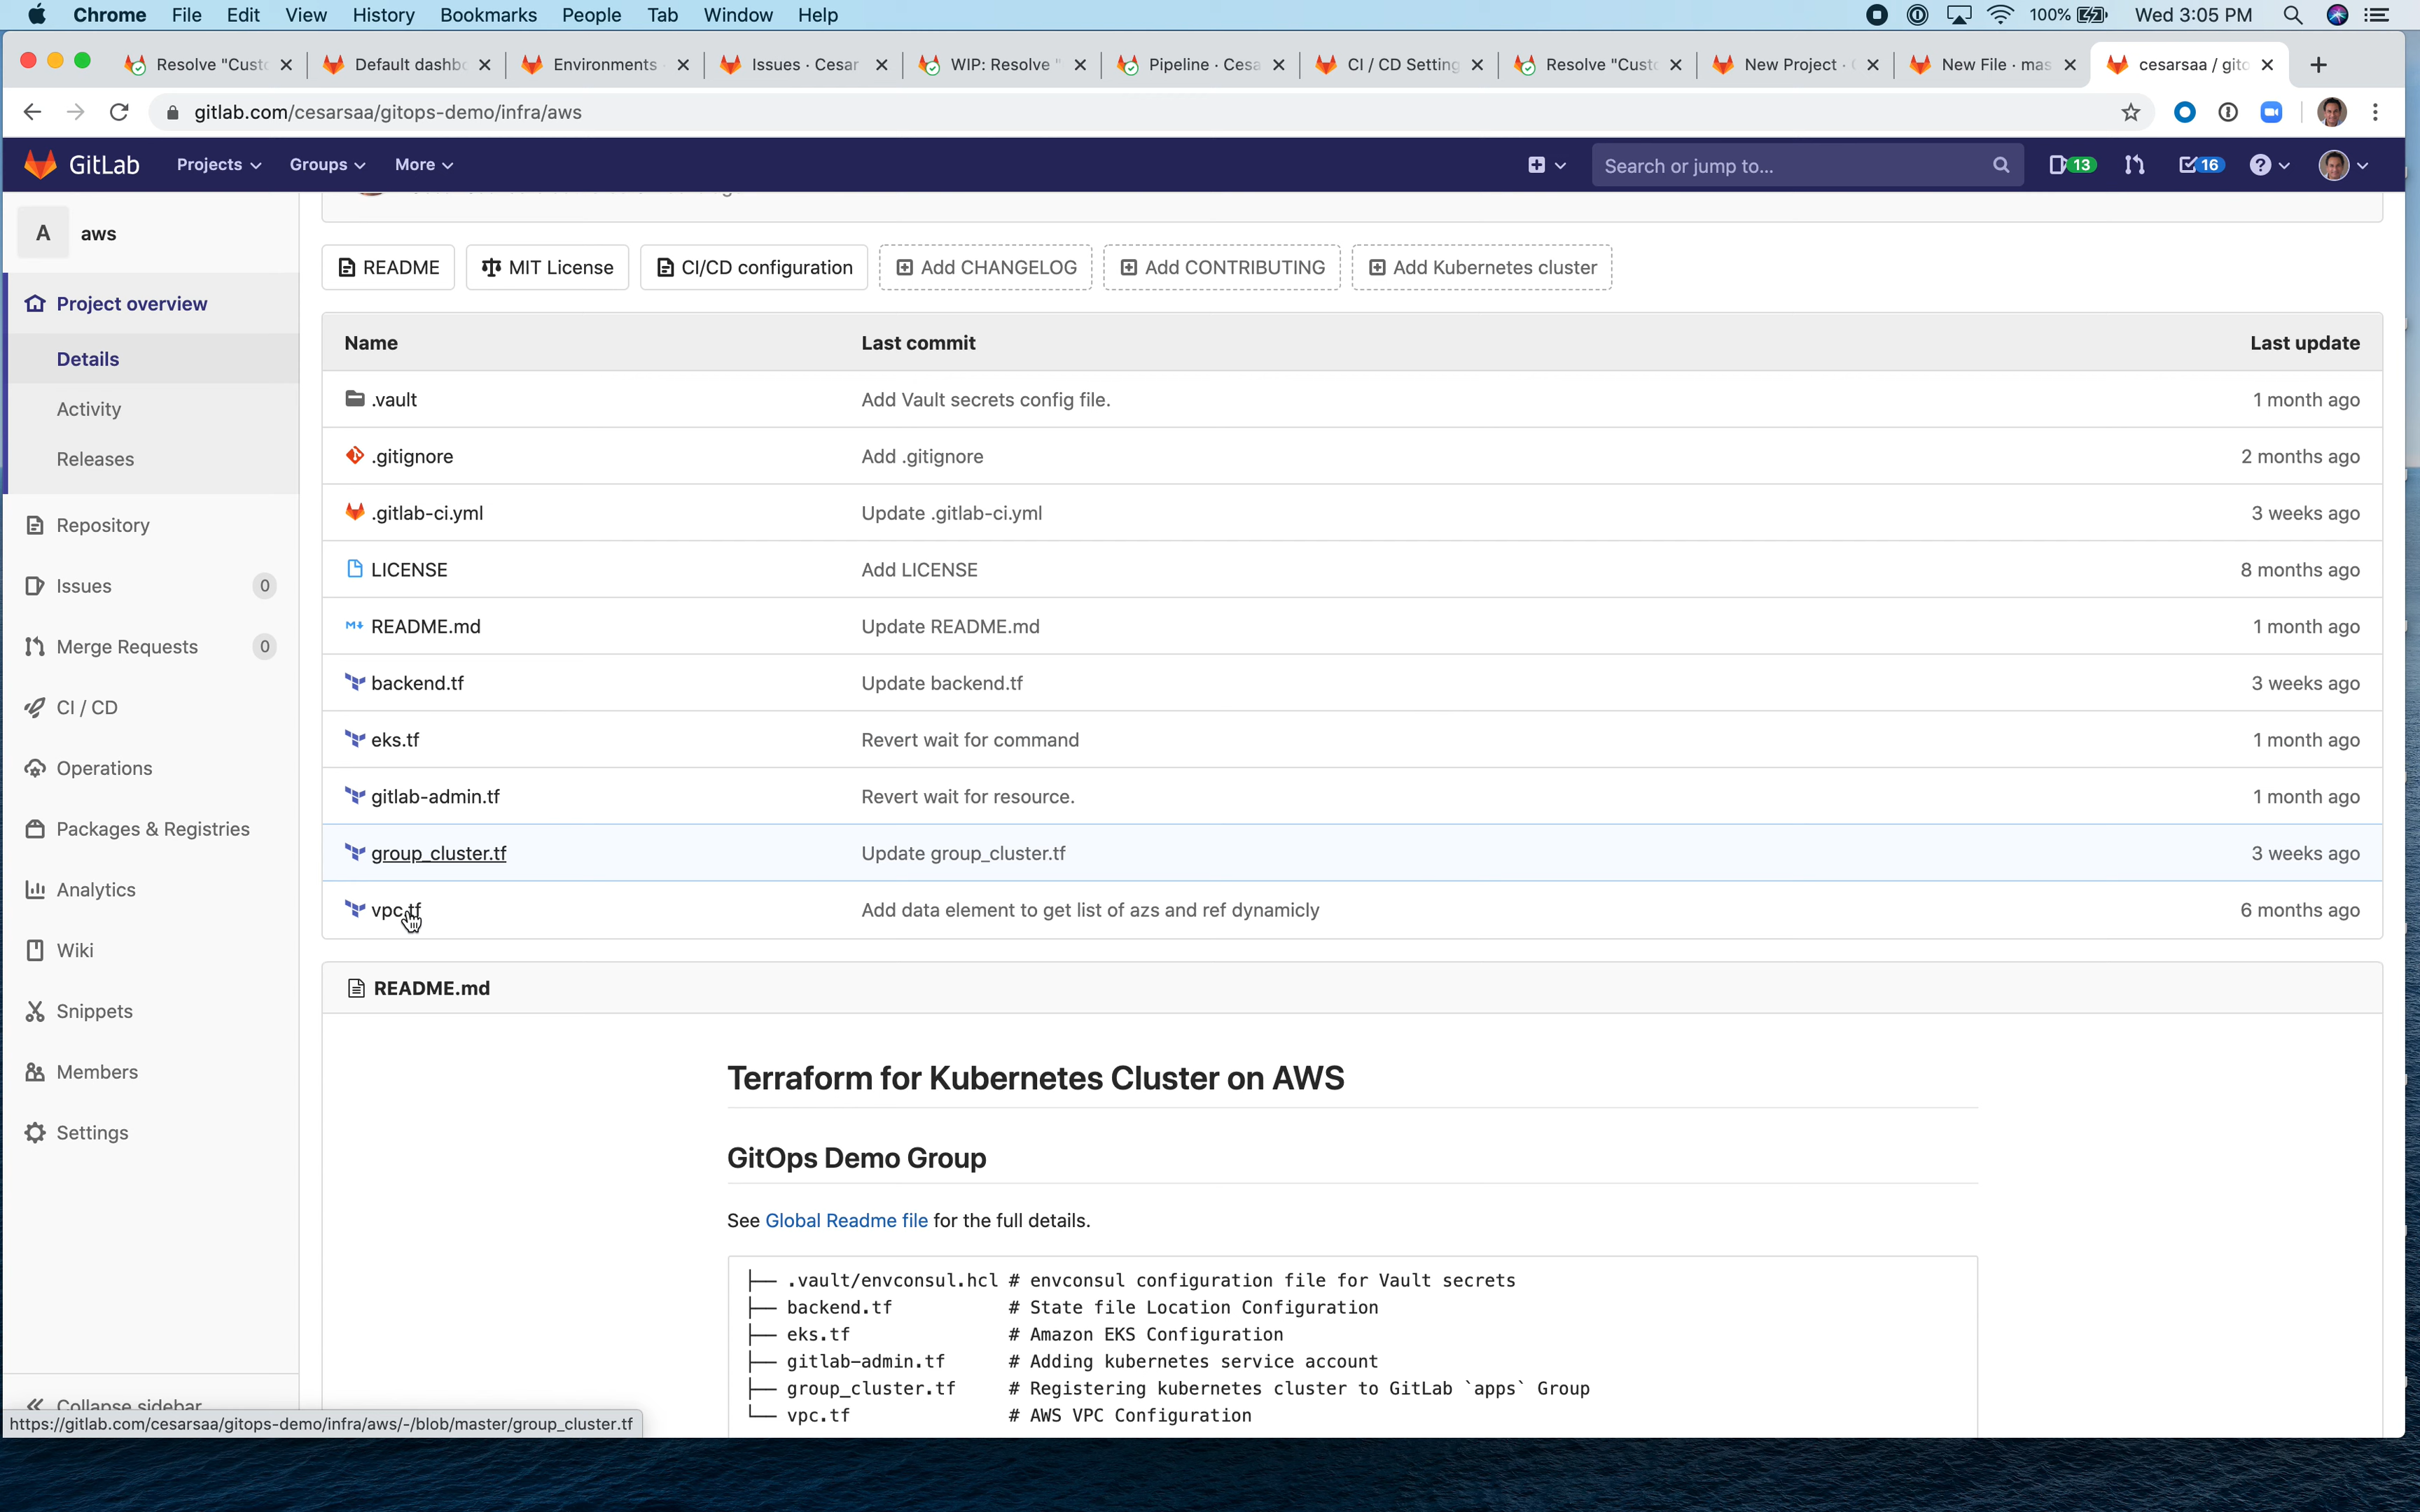 Chrome File Edit View History Bookmarks People Tab Window Help 100% Wed 3:05 PM
Resolve "Custo Default dashbo Environments Issues · Cesar WIP: Resolve " Pipeline · Cesa CI / CD Setting Resolve "Custo New Project · New File · mas cesarsaa / gito
gitlab.com/cesarsaa/gitops-demo/infra/aws
GitLab Projects Groups More Search or jump to... 13 16
A aws
README MIT License CI/CD configuration Add CHANGELOG Add CONTRIBUTING Add Kubernetes cluster
Project overview
Details
Activity
Releases
Repository
Issues 0
Merge Requests 0
CI / CD
Operations
Packages & Registries
Analytics
Wiki
Snippets
Members
Settings
Collapse sidebar
Name Last commit Last update
.vault Add Vault secrets config file. 1 month ago
.gitignore Add .gitignore 2 months ago
.gitlab-ci.yml Update .gitlab-ci.yml 3 weeks ago
LICENSE Add LICENSE 8 months ago
README.md Update README.md 1 month ago
backend.tf Update backend.tf 3 weeks ago
eks.tf Revert wait for command 1 month ago
gitlab-admin.tf Revert wait for resource. 1 month ago
group_cluster.tf Update group_cluster.tf 3 weeks ago
vpc.tf Add data element to get list of azs and ref dynamicly 6 months ago
README.md
Terraform for Kubernetes Cluster on AWS
GitOps Demo Group
See Global Readme file for the full details.
├── .vault/envconsul.hcl # envconsul configuration file for Vault secrets
├── backend.tf # State file Location Configuration
├── eks.tf # Amazon EKS Configuration
├── gitlab-admin.tf # Adding kubernetes service account
├── group_cluster.tf # Registering kubernetes cluster to GitLab `apps` Group
└── vpc.tf # AWS VPC Configuration
https://gitlab.com/cesarsaa/gitops-demo/infra/aws/-/blob/master/group_cluster.tf